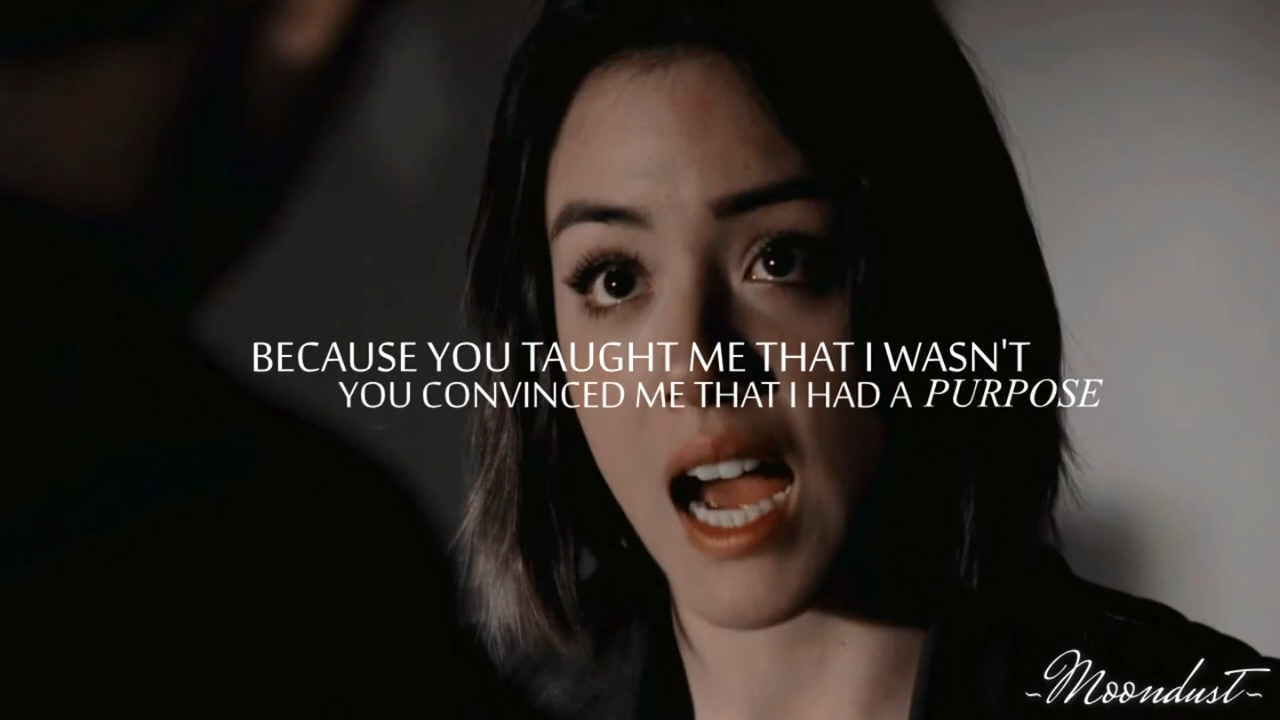 BECAUSE YOU TAUGHT ME THAT I WASN'T
YOU CONVINCED ME THAT I HAD A PURPOSE
~Moondust~